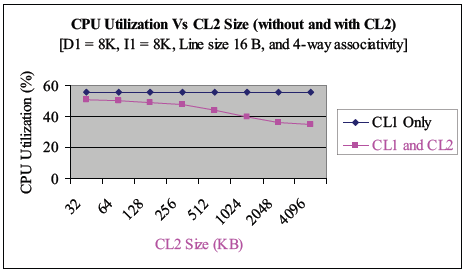 CPU Utilization Vs CL2 Size (without and with CL2)
[D1 = 8K, I1 = 8K, Line size 16 B, and 4-way associativity]
CPU Utilization (%)
60
40
20
0
32
64
128
256
512
1024
2048
4096
CL2 Size (KB)
CL1 Only
CL1 and CL2